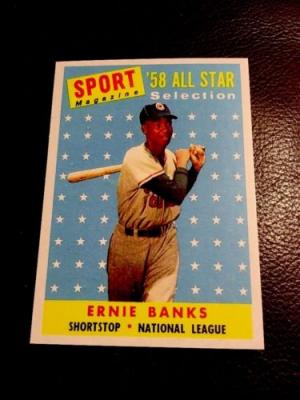 SPORT '58 ALL STAR
Magazine Selection
ERNIE BANKS
SHORTSTOP • NATIONAL LEAGUE